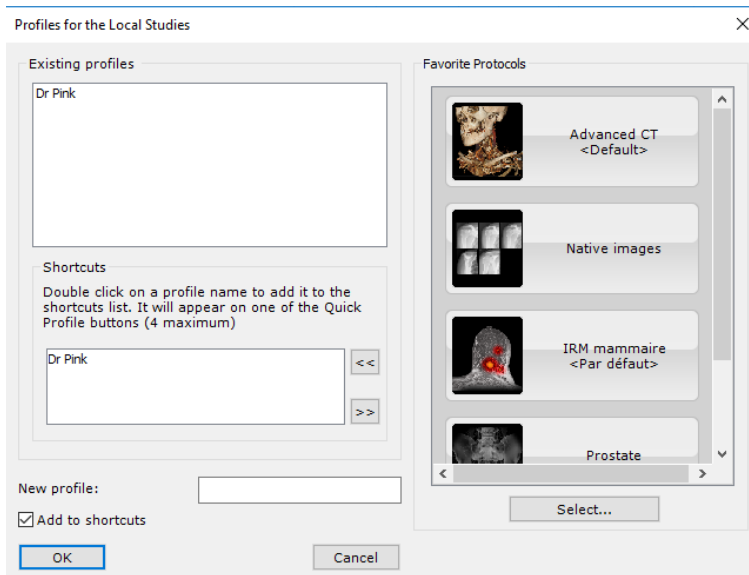 Profiles for the Local Studies
Existing profiles
Dr Pink
Shortcuts
Double click on a profile name to add it to the
shortcuts list. It will appear on one of the Quick
Profile buttons (4 maximum)
Dr Pink
<<
>>
New profile:
Add to shortcuts
OK
Cancel
Favorite Protocols
Advanced CT
<Default>
Native images
IRM mammaire
<Par défaut>
Prostate
Select...